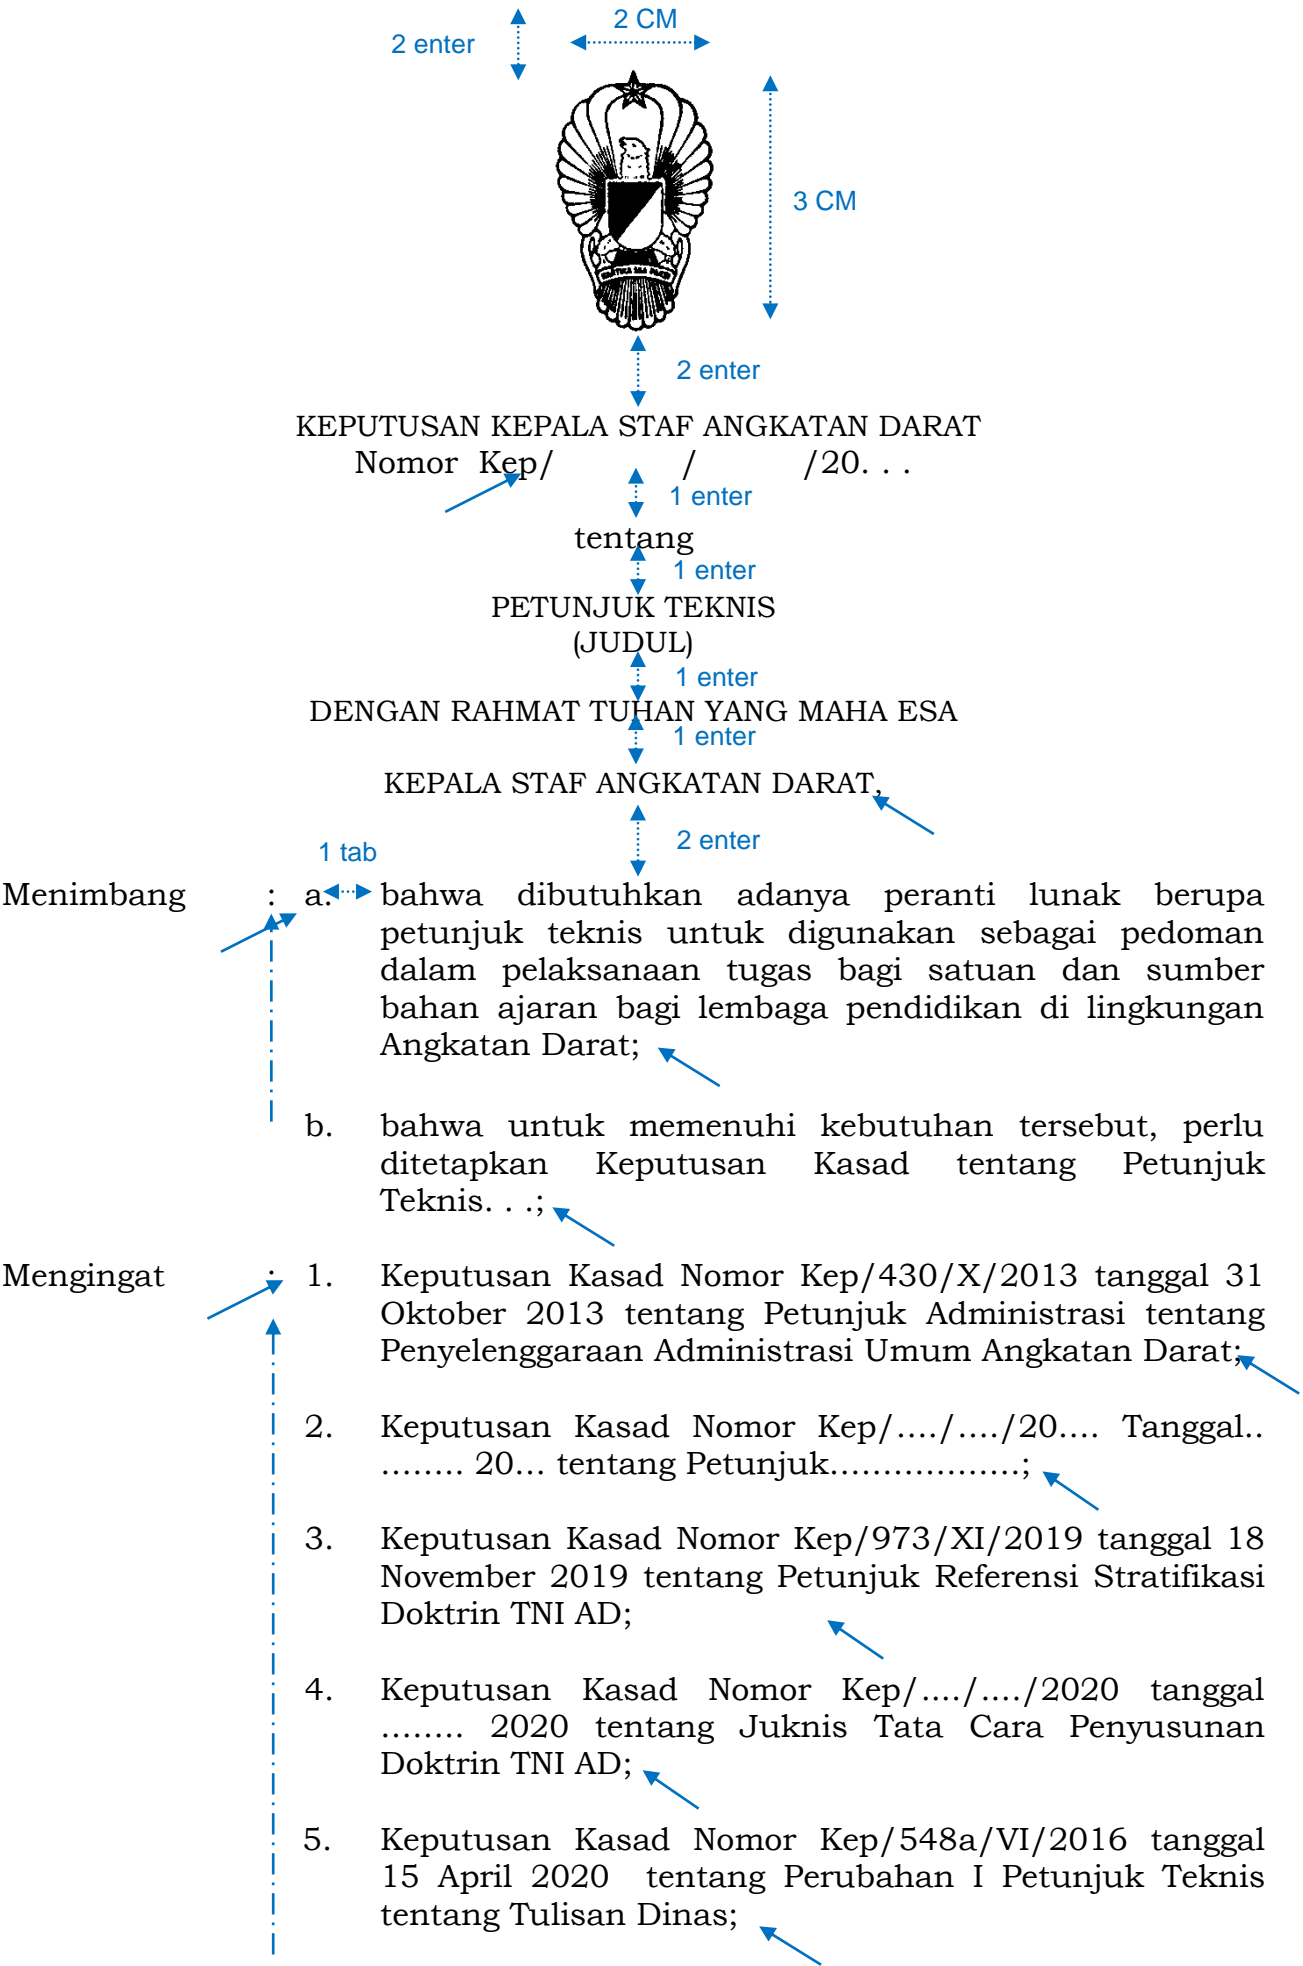 2 CM
2 enter
3 CM
2 enter
KEPUTUSAN KEPALA STAF ANGKATAN DARAT
Nomor Kep/ / /20. . .
1 enter
tentang
1 enter
PETUNJUK TEKNIS
(JUDUL)
1 enter
DENGAN RAHMAT TUHAN YANG MAHA ESA
1 enter
KEPALA STAF ANGKATAN DARAT,
2 enter
1 tab
Menimbang : a. bahwa dibutuhkan adanya peranti lunak berupa
petunjuk teknis untuk digunakan sebagai pedoman
dalam pelaksanaan tugas bagi satuan dan sumber
bahan ajaran bagi lembaga pendidikan di lingkungan
Angkatan Darat;
b. bahwa untuk memenuhi kebutuhan tersebut, perlu
ditetapkan Keputusan Kasad tentang Petunjuk
Teknis. . .;
Mengingat : 1. Keputusan Kasad Nomor Kep/430/X/2013 tanggal 31
Oktober 2013 tentang Petunjuk Administrasi tentang
Penyelenggaraan Administrasi Umum Angkatan Darat;
2. Keputusan Kasad Nomor Kep/..../..../20.... Tanggal..
........ 20... tentang Petunjuk..................;
3. Keputusan Kasad Nomor Kep/973/XI/2019 tanggal 18
November 2019 tentang Petunjuk Referensi Stratifikasi
Doktrin TNI AD;
4. Keputusan Kasad Nomor Kep/..../..../2020 tanggal
........ 2020 tentang Juknis Tata Cara Penyusunan
Doktrin TNI AD;
5. Keputusan Kasad Nomor Kep/548a/VI/2016 tanggal
15 April 2020 tentang Perubahan I Petunjuk Teknis
tentang Tulisan Dinas;